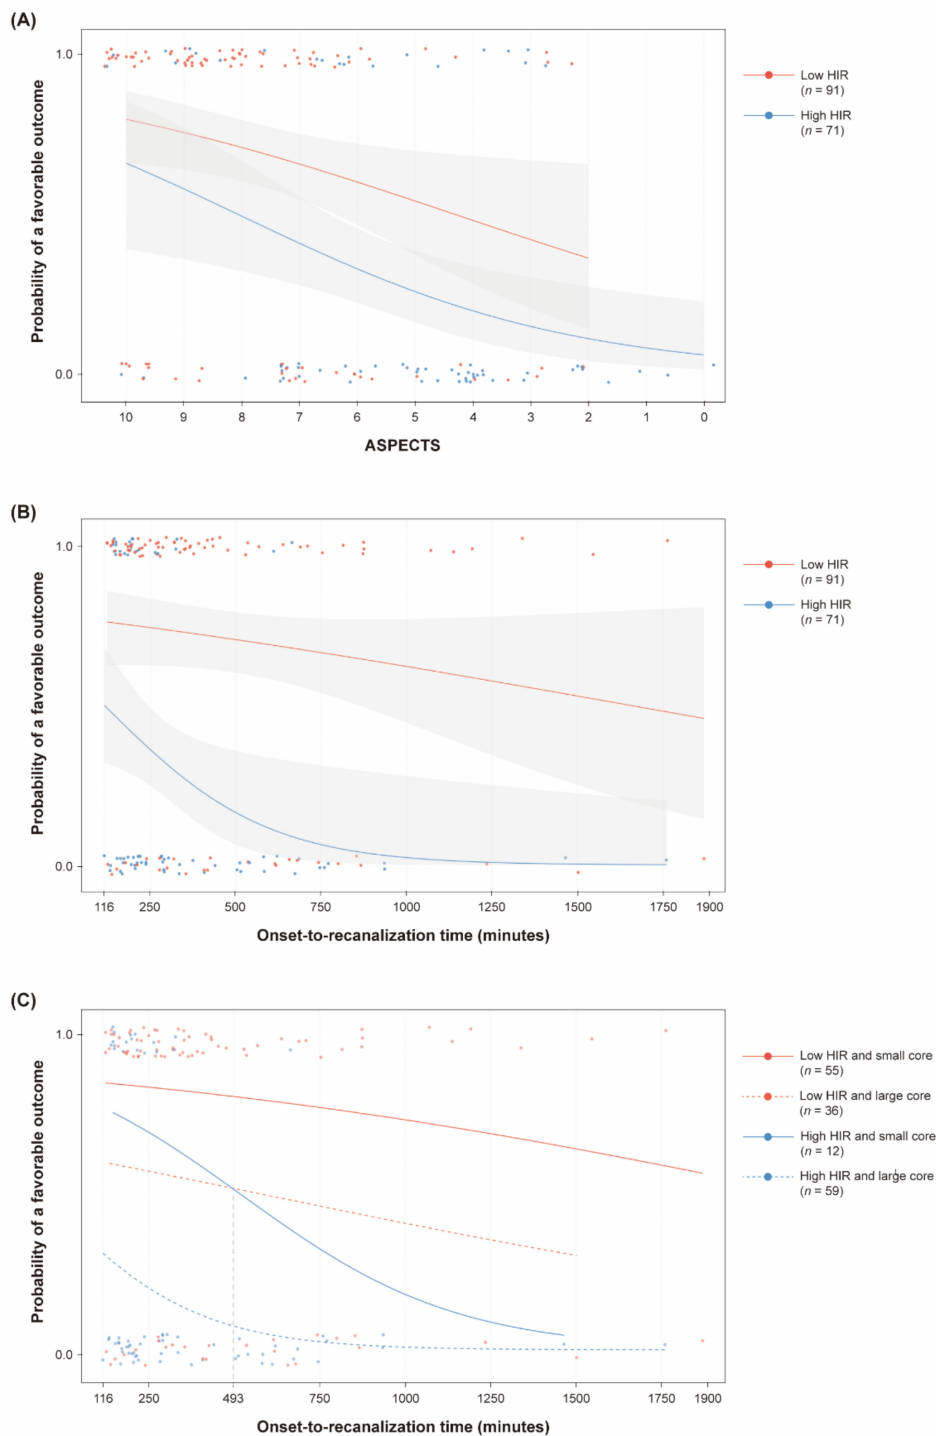 (A)
1.0
0.0
Probability of a favorable outcome
10 9 8 7 6 5 4 3 2 1 0
ASPECTS
Low HIR
(n = 91)
High HIR
(n = 71)
(B)
1.0
0.0
Probability of a favorable outcome
116 250 500 750 1000 1250 1500 1750 1900
Onset-to-recanalization time (minutes)
Low HIR
(n = 91)
High HIR
(n = 71)
(C)
1.0
0.0
Probability of a favorable outcome
116 250 493 750 1000 1250 1500 1750 1900
Onset-to-recanalization time (minutes)
Low HIR and small core
(n = 55)
Low HIR and large core
(n = 36)
High HIR and small core
(n = 12)
High HIR and large core
(n = 59)